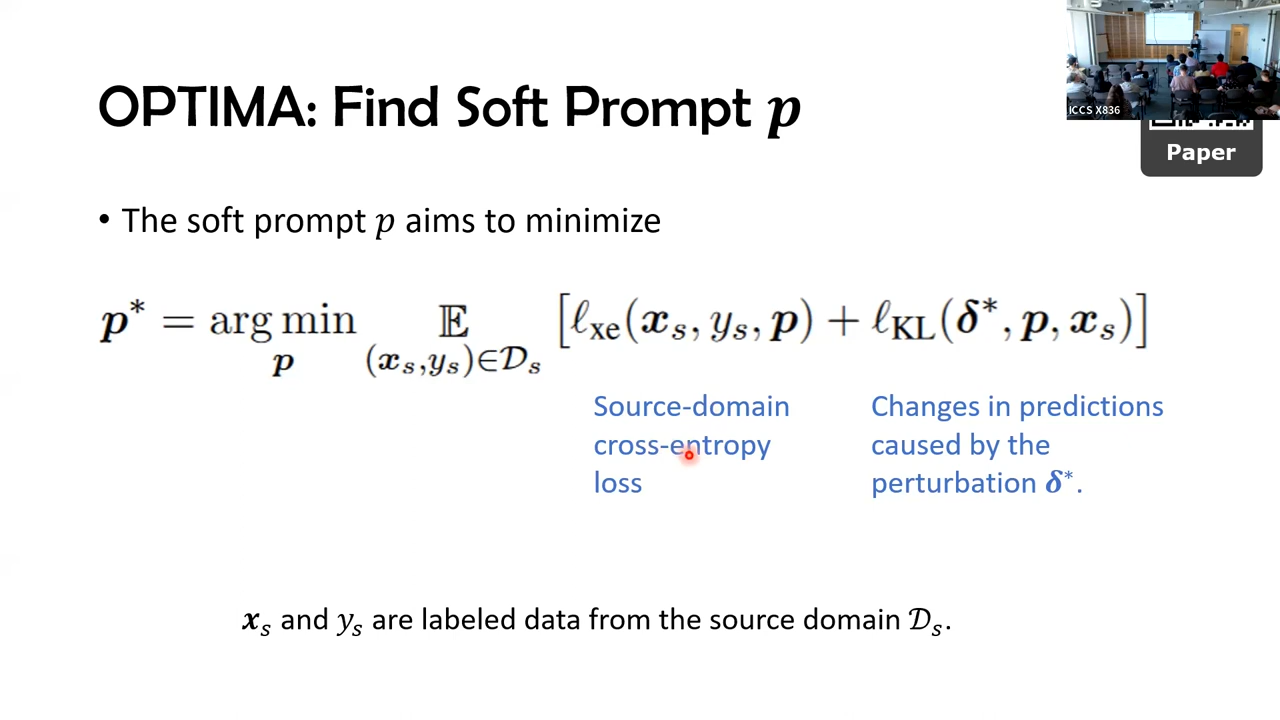 ICCS X836
Paper
OPTIMA: Find Soft Prompt p
• The soft prompt p aims to minimize
p* = arg min 𝔼 [ℓxe(xs, ys, p) + ℓKL(δ*, p, xs)]
p (xs,ys)∈𝒟s
Source-domain
cross-entropy
loss
Changes in predictions
caused by the
perturbation δ*.
xs and ys are labeled data from the source domain 𝒟s.